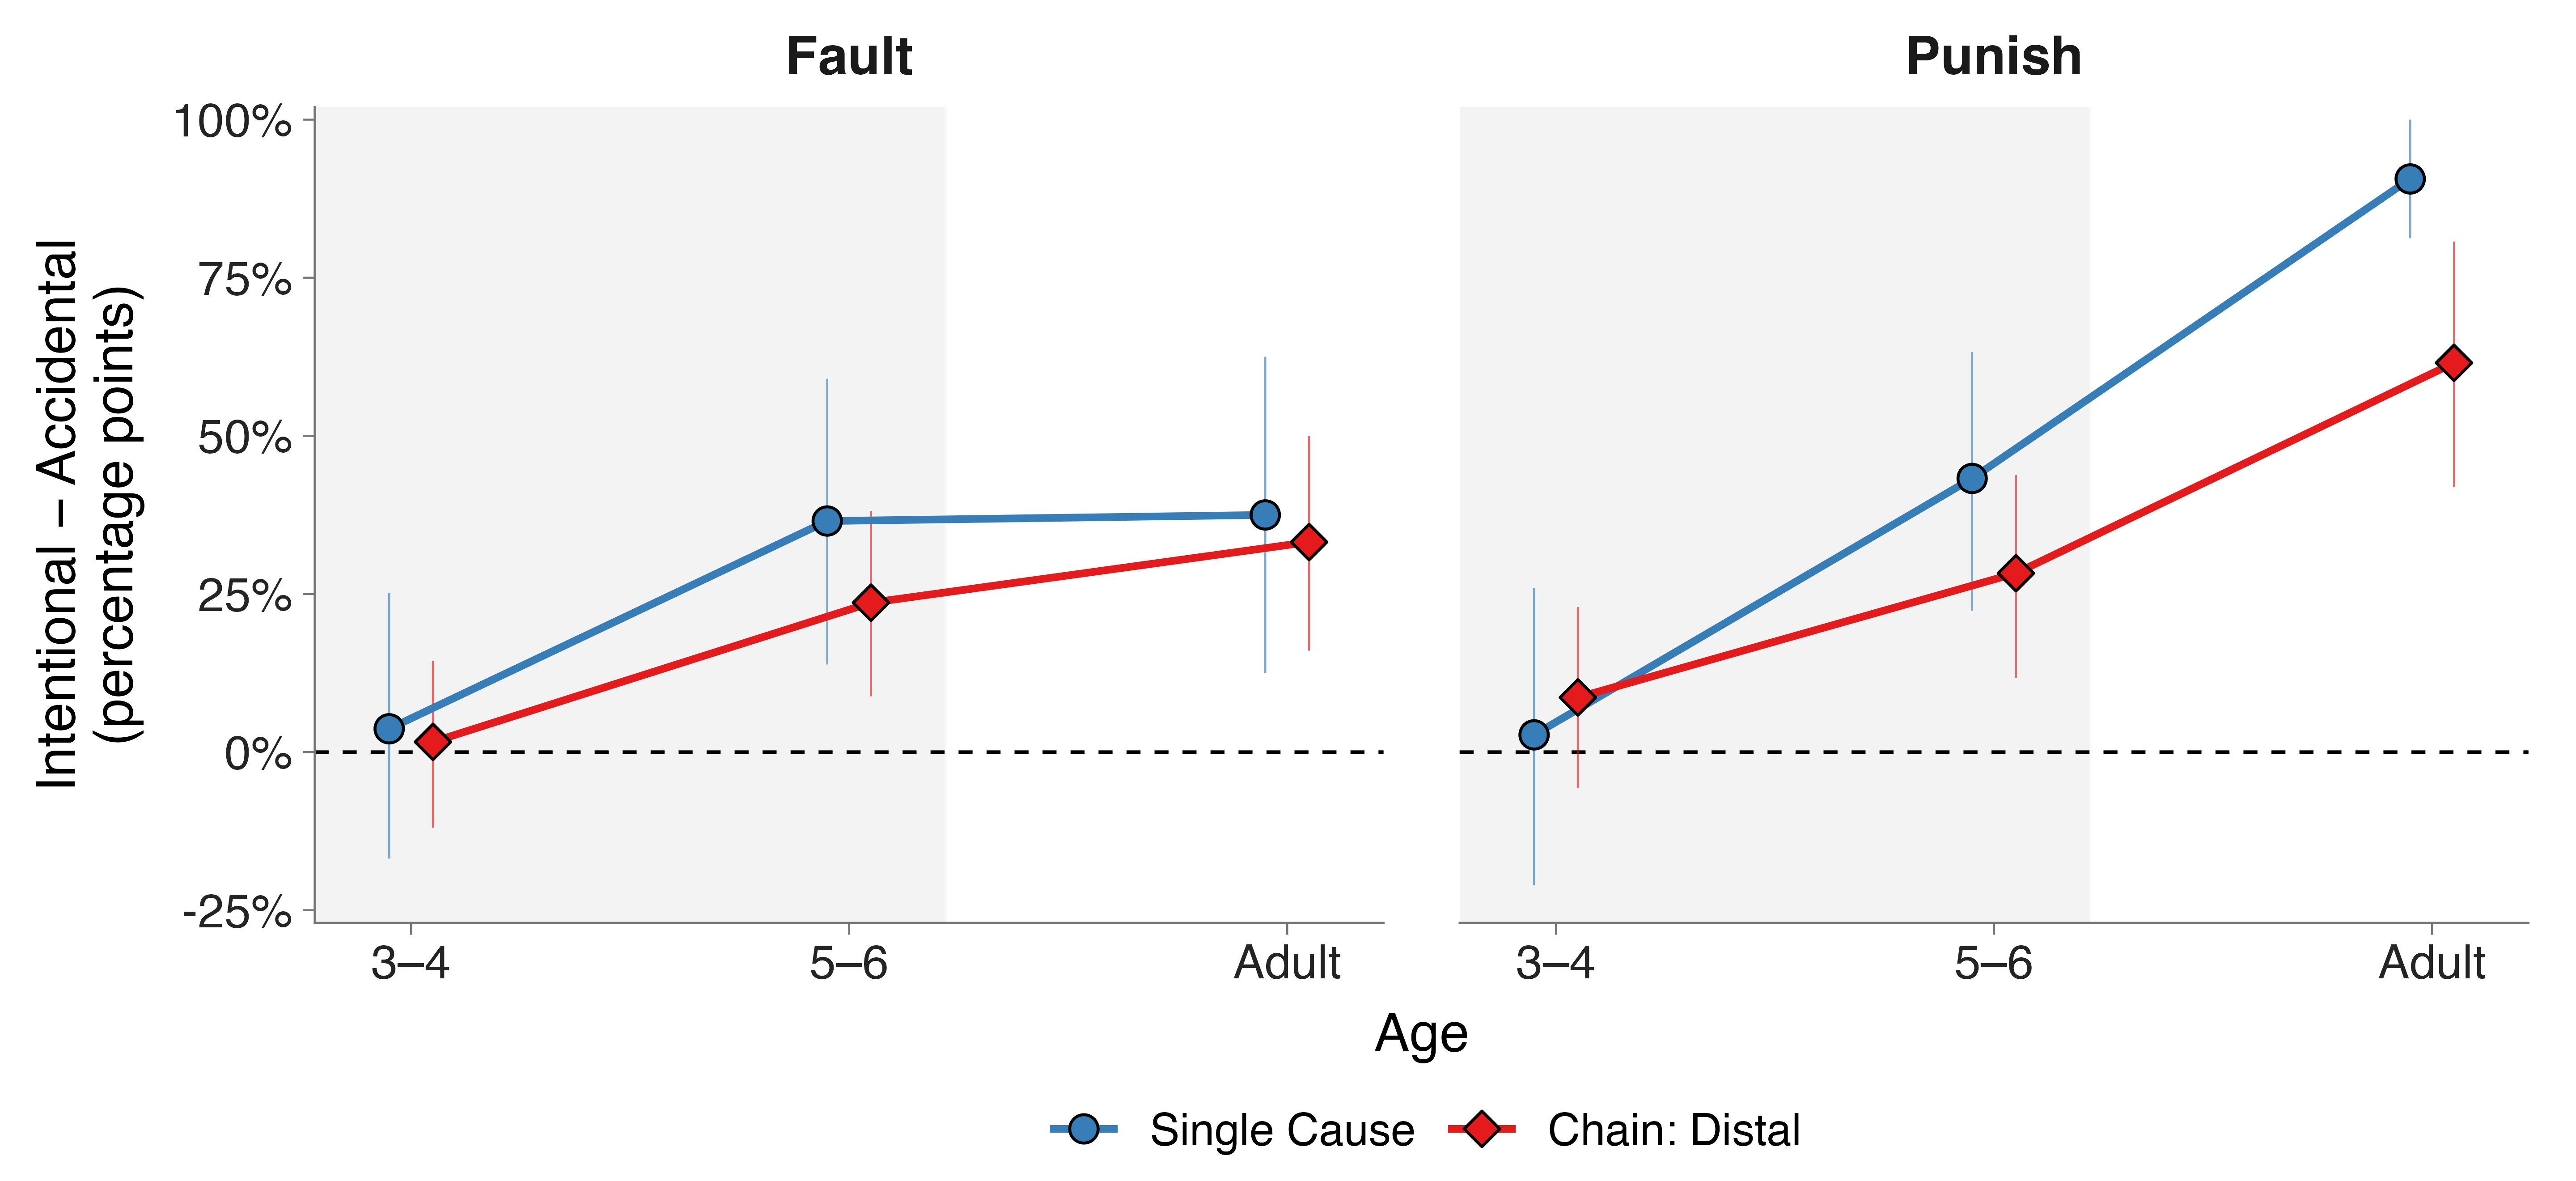 Fault
Punish
Intentional – Accidental
(percentage points)
100%
75%
50%
25%
0%
-25%
3–4
5–6
Adult
3–4
5–6
Adult
Age
Single Cause
Chain: Distal